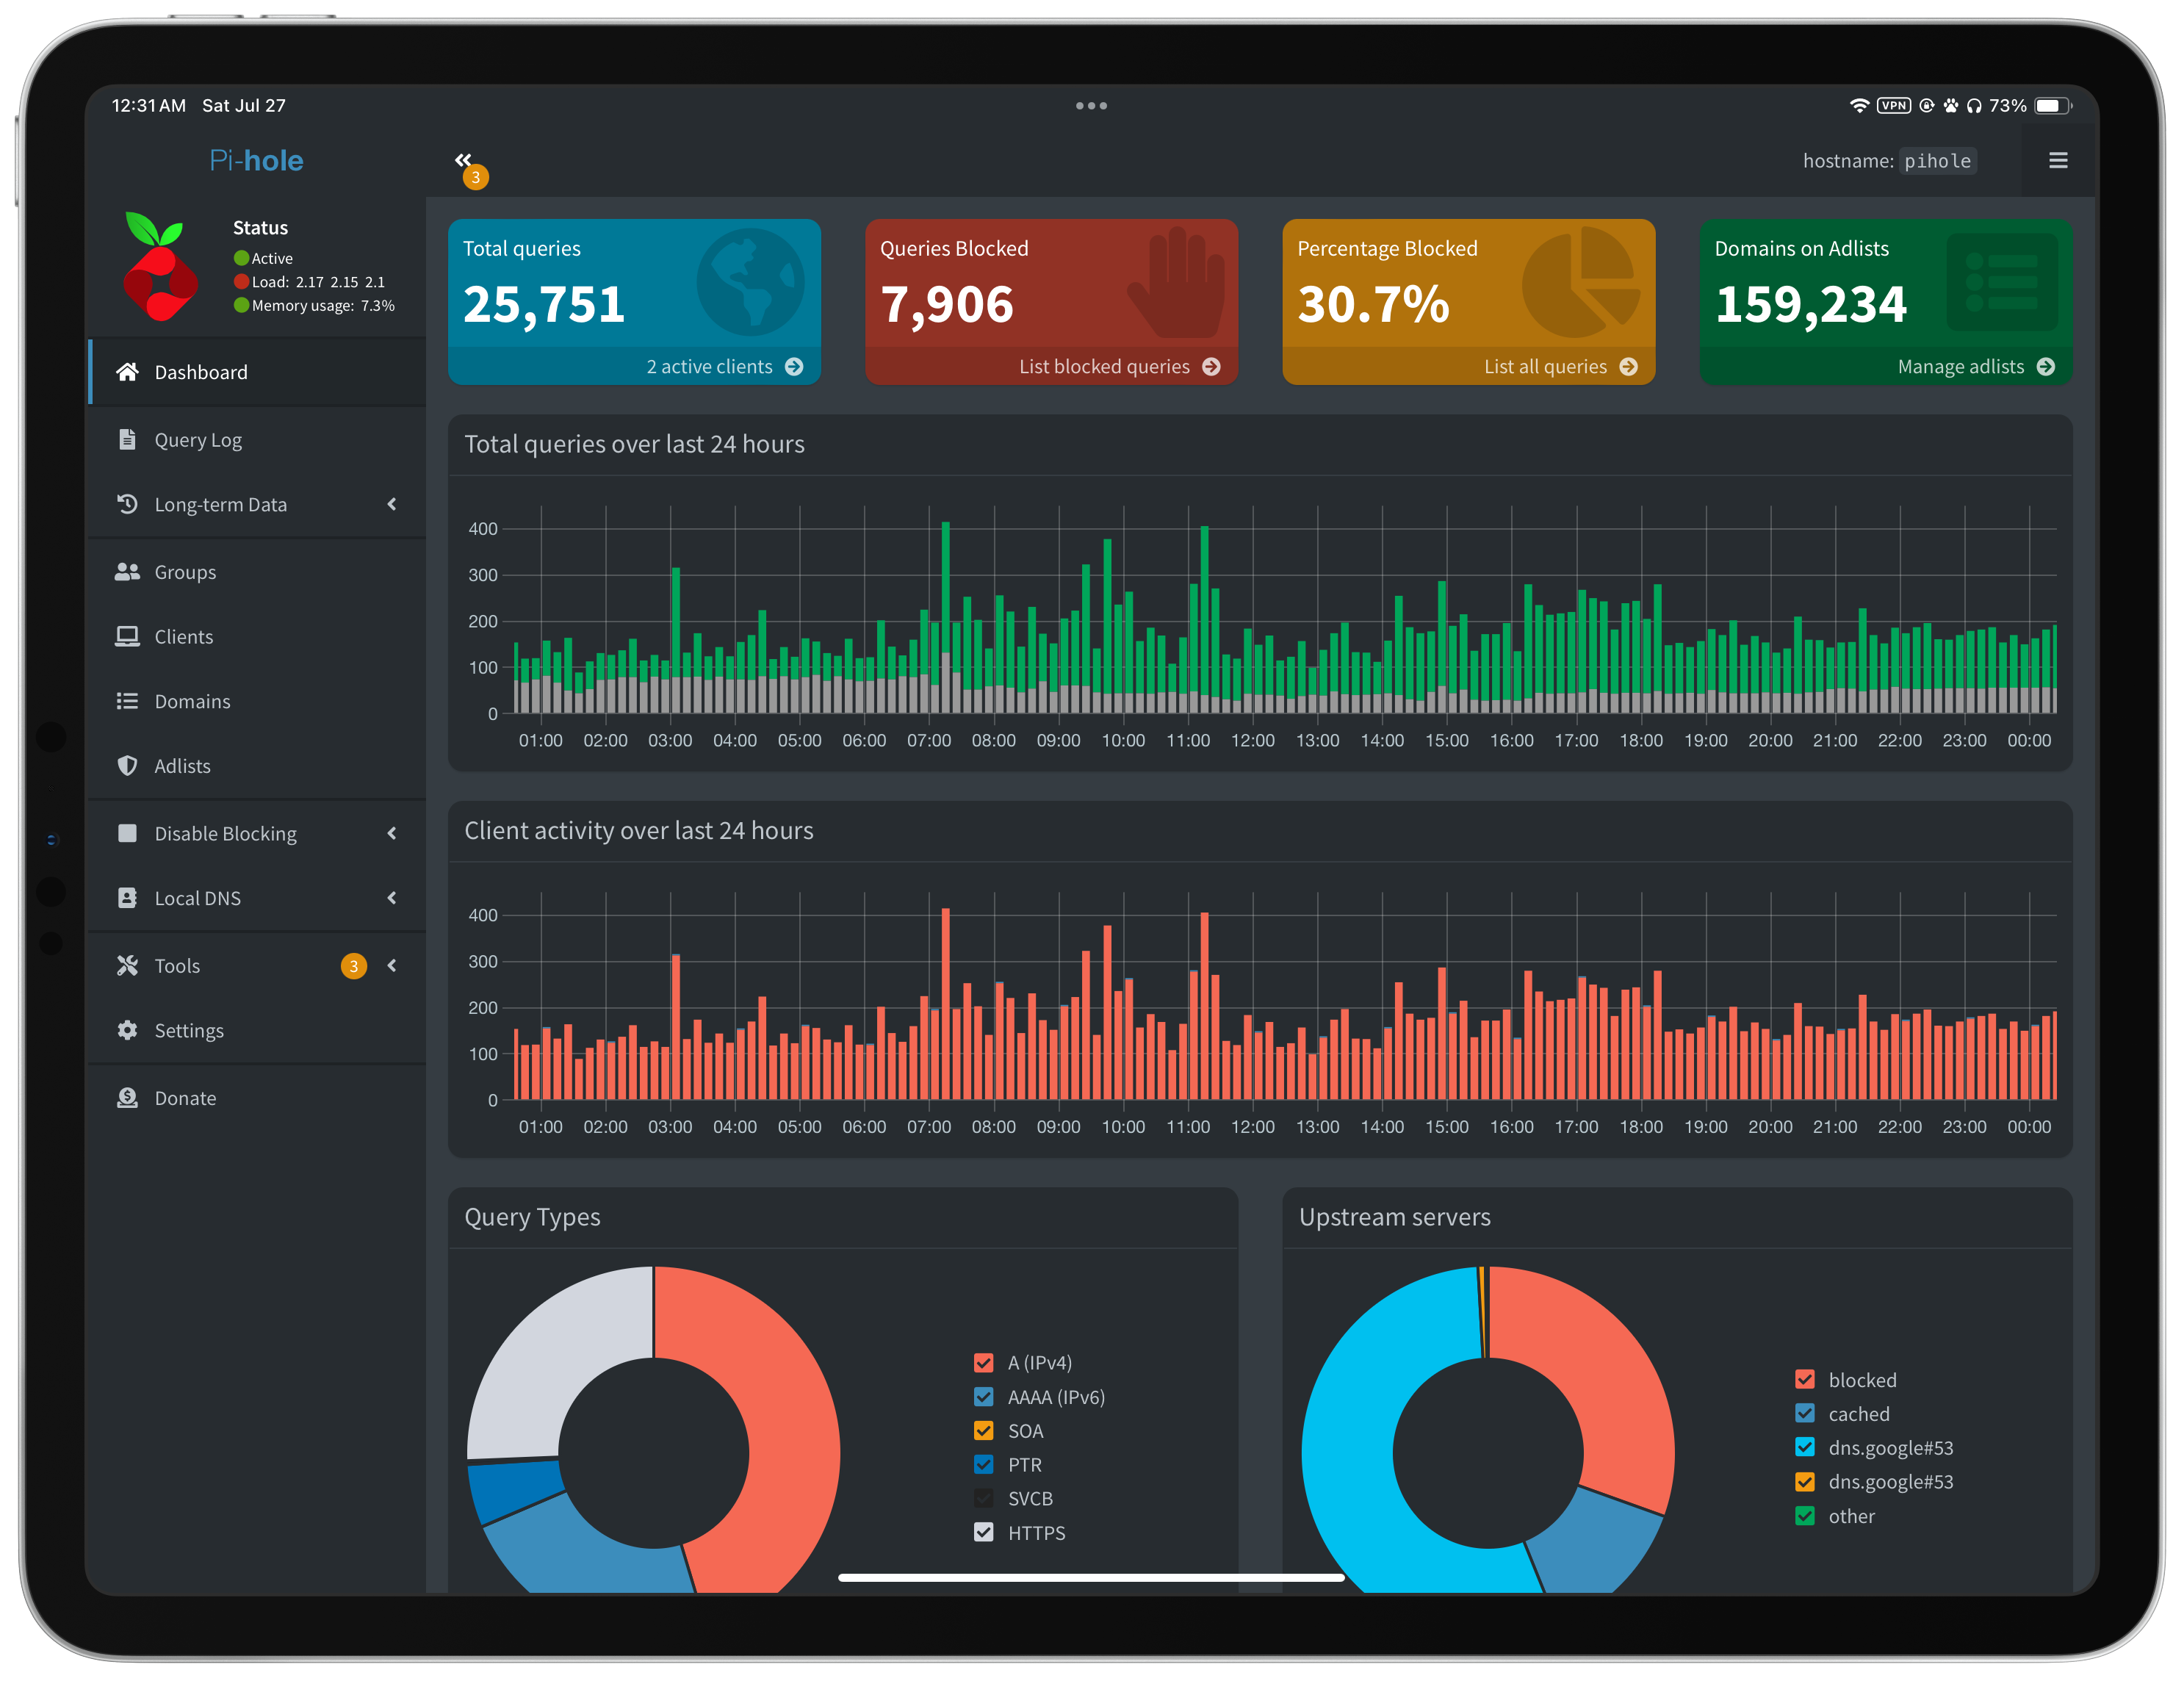 12:31 AM Sat Jul 27
VPN 73%
Pi-hole
3
hostname: pihole
Status
Active
Load: 2.17 2.15 2.1
Memory usage: 7.3%
Total queries
25,751
2 active clients
Queries Blocked
7,906
List blocked queries
Percentage Blocked
30.7%
List all queries
Domains on Adlists
159,234
Manage adlists
Dashboard
Query Log
Long-term Data
Groups
Clients
Domains
Adlists
Disable Blocking
Local DNS
Tools 3
Settings
Donate
Total queries over last 24 hours
400
300
200
100
0
01:00 02:00 03:00 04:00 05:00 06:00 07:00 08:00 09:00 10:00 11:00 12:00 13:00 14:00 15:00 16:00 17:00 18:00 19:00 20:00 21:00 22:00 23:00 00:00
Client activity over last 24 hours
400
300
200
100
0
01:00 02:00 03:00 04:00 05:00 06:00 07:00 08:00 09:00 10:00 11:00 12:00 13:00 14:00 15:00 16:00 17:00 18:00 19:00 20:00 21:00 22:00 23:00 00:00
Query Types
A (IPv4)
AAAA (IPv6)
SOA
PTR
SVCB
HTTPS
Upstream servers
blocked
cached
dns.google#53
dns.google#53
other